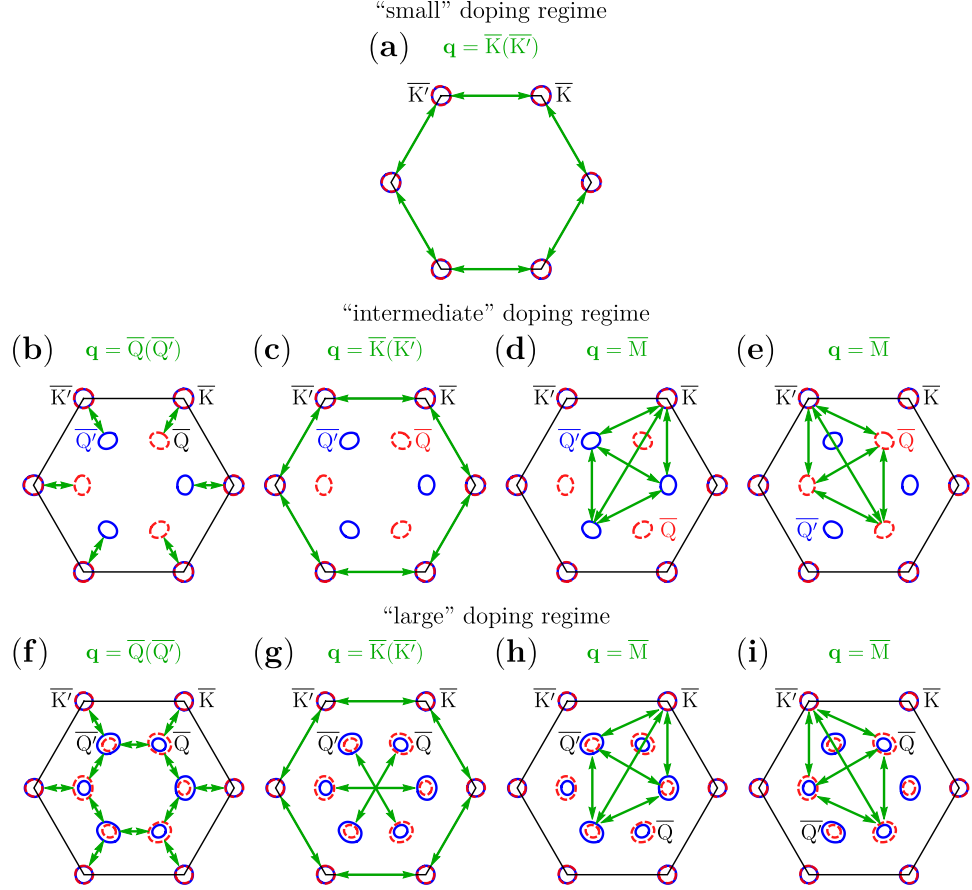 “small” doping regime
(a) q = K̅(K̅′)
K̅′ K̅
“intermediate” doping regime
(b) q = Q̅(Q̅′) (c) q = K̅(K̅′) (d) q = M̅ (e) q = M̅
K̅′ K̅ K̅′ K̅ K̅′ K̅ K̅′ K̅
Q̅′ Q̅ Q̅′ Q̅ Q̅′ Q̅
Q̅ Q̅′
“large” doping regime
(f) q = Q̅(Q̅′) (g) q = K̅(K̅′) (h) q = M̅ (i) q = M̅
K̅′ K̅ K̅′ K̅ K̅′ K̅ K̅′ K̅
Q̅′ Q̅ Q̅′ Q̅ Q̅′ Q̅
Q̅ Q̅′